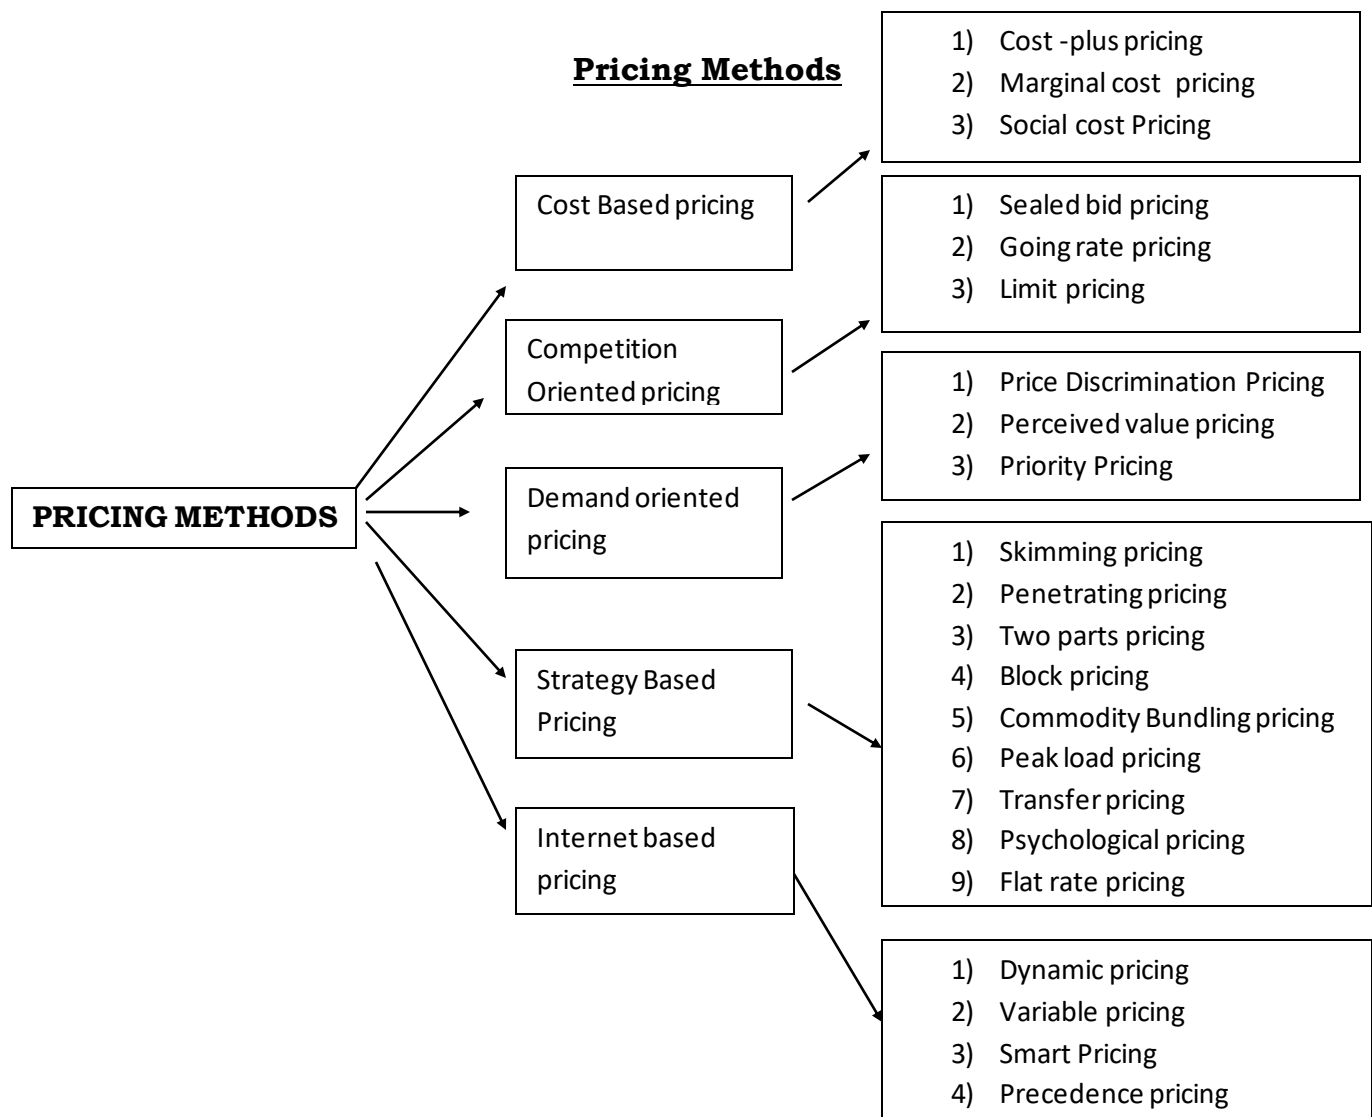 Pricing Methods
PRICING METHODS
Cost Based pricing
1) Cost -plus pricing
2) Marginal cost pricing
3) Social cost Pricing
Competition
Oriented pricing
1) Sealed bid pricing
2) Going rate pricing
3) Limit pricing
Demand oriented
pricing
1) Price Discrimination Pricing
2) Perceived value pricing
3) Priority Pricing
Strategy Based
Pricing
1) Skimming pricing
2) Penetrating pricing
3) Two parts pricing
4) Block pricing
5) Commodity Bundling pricing
6) Peak load pricing
7) Transfer pricing
8) Psychological pricing
9) Flat rate pricing
Internet based
pricing
1) Dynamic pricing
2) Variable pricing
3) Smart Pricing
4) Precedence pricing